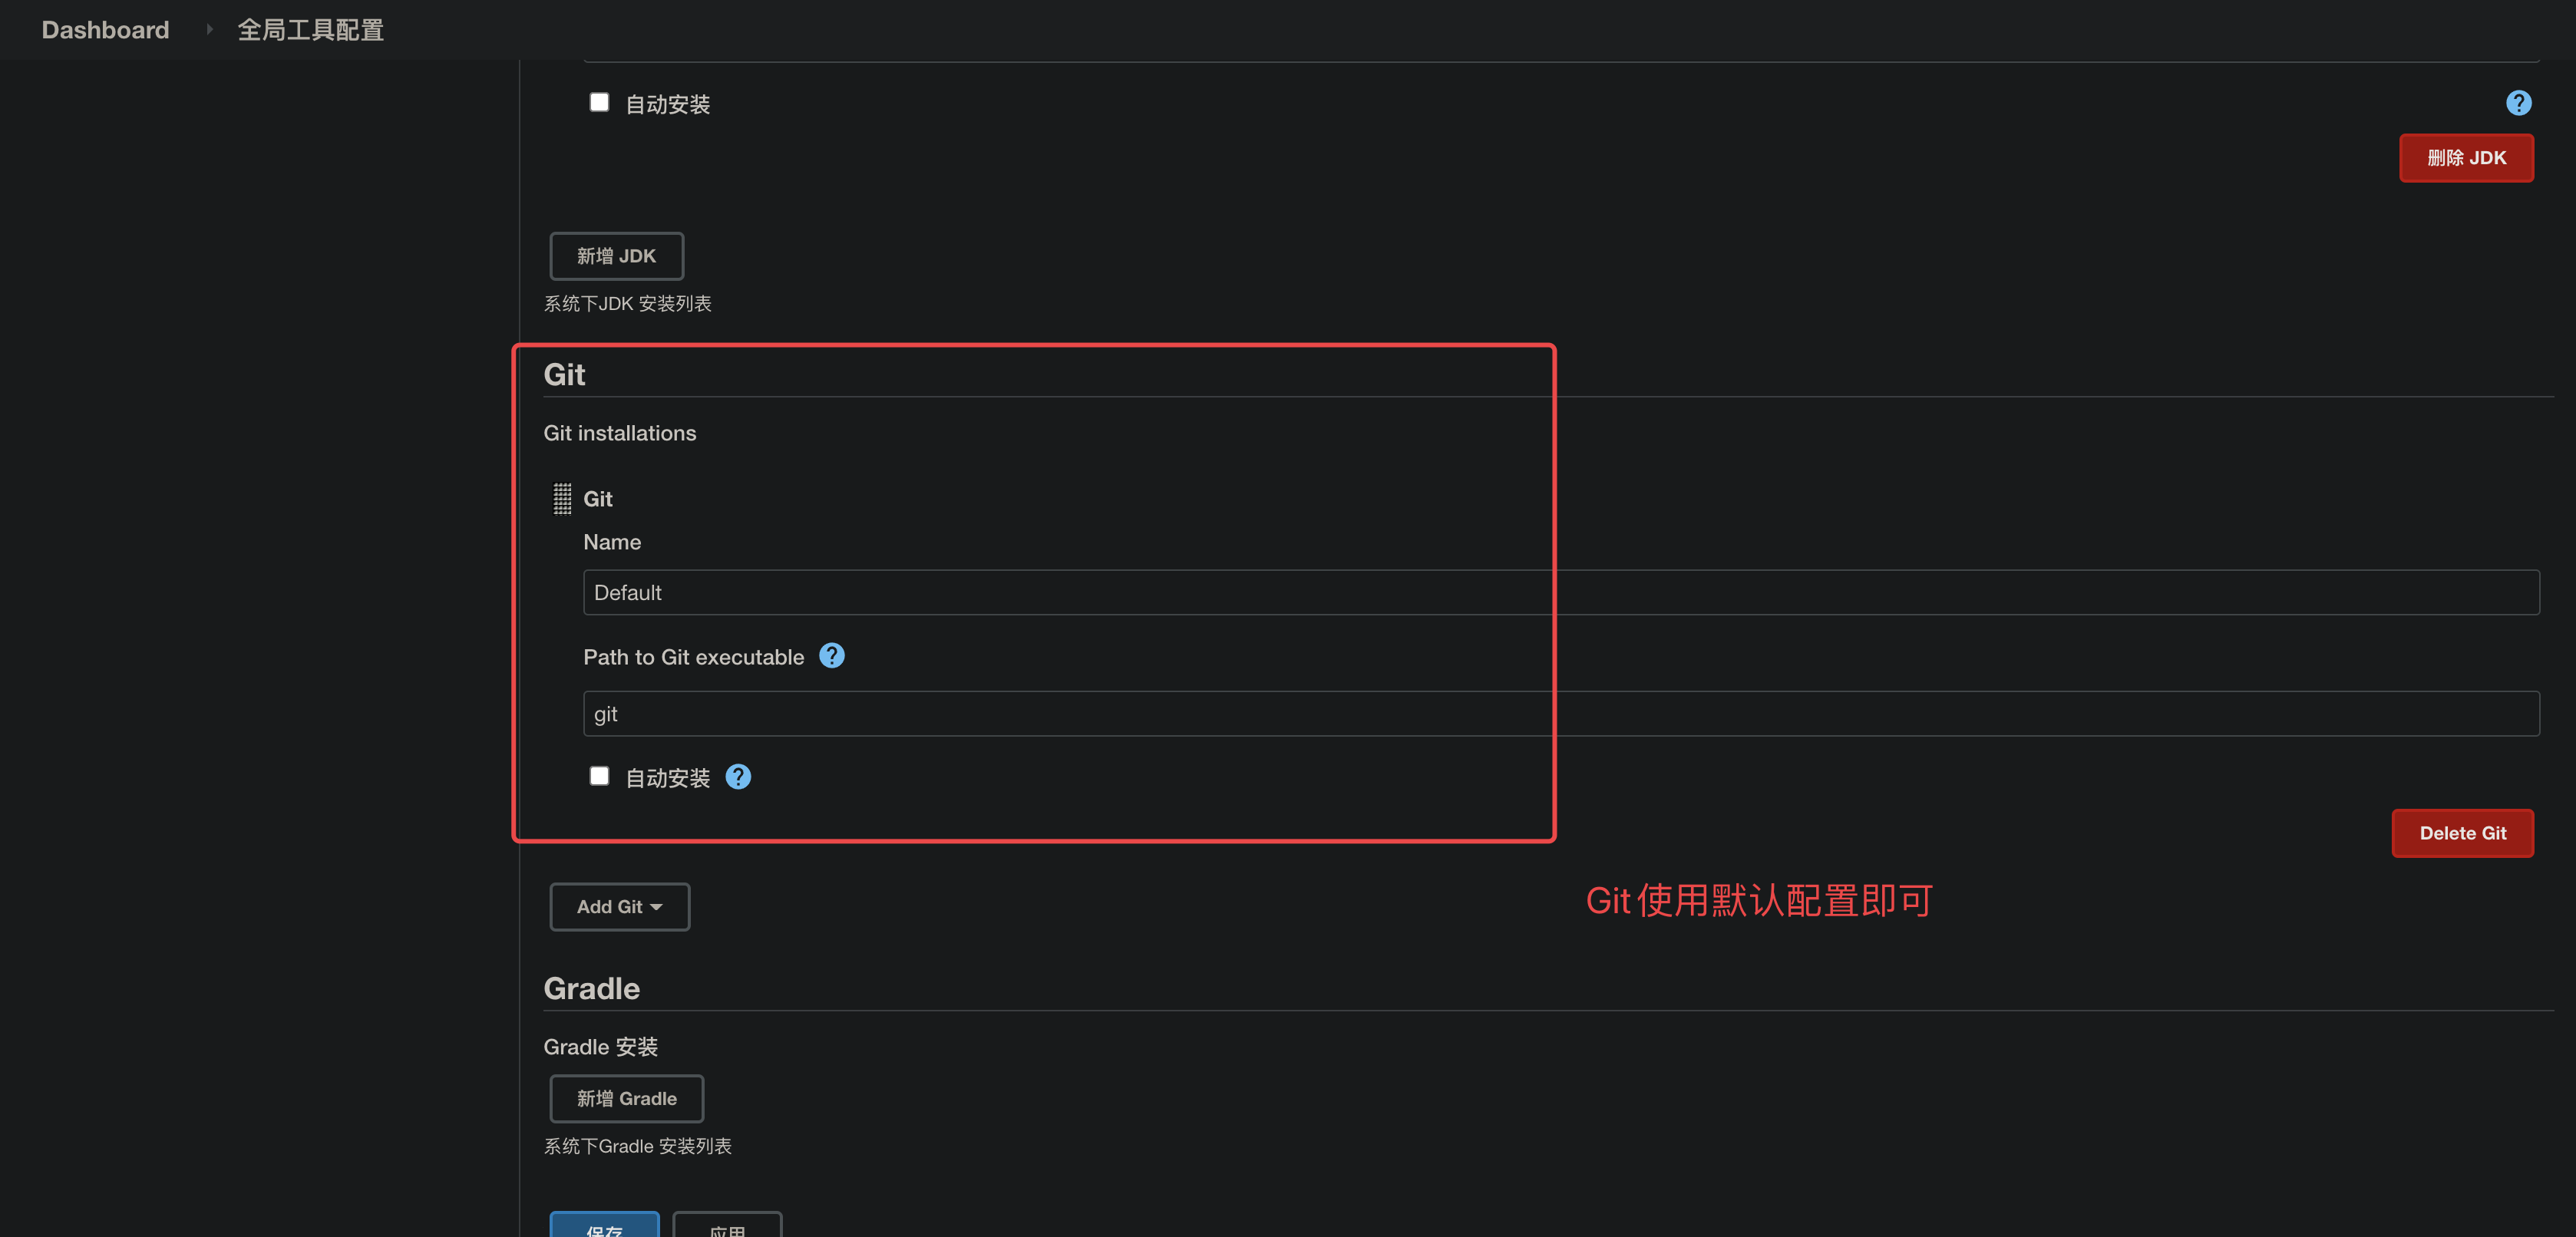 Dashboard 全局工具配置
自动安装
删除 JDK
新增 JDK
系统下JDK 安装列表
Git
Git installations
Git
Name
Default
Path to Git executable
git
自动安装
Delete Git
Add Git
Git使用默认配置即可
Gradle
Gradle 安装
新增 Gradle
系统下Gradle 安装列表
保存 应用